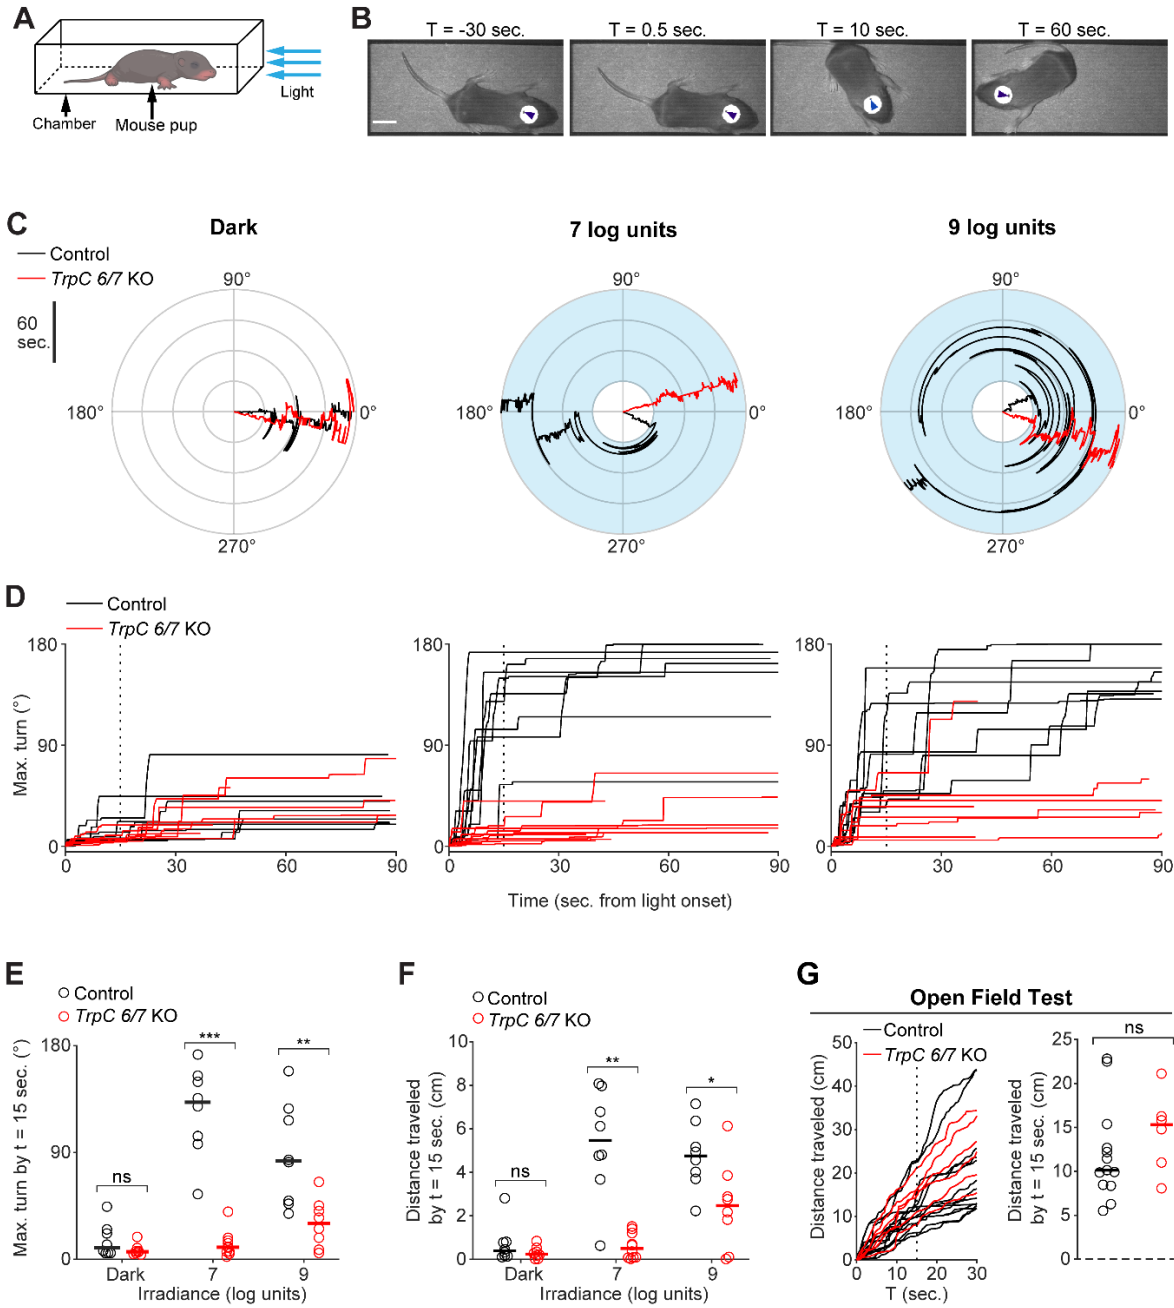 A
Light
Chamber
Mouse pup
B
T = -30 sec.
T = 0.5 sec.
T = 10 sec.
T = 60 sec.
C
Control
TrpC 6/7 KO
60
sec.
Dark
90°
180°
0°
270°
7 log units
90°
180°
0°
270°
9 log units
90°
180°
0°
270°
D
Control
TrpC 6/7 KO
Max. turn (°)
180
90
0
0
30
60
90
180
90
0
0
30
60
90
180
90
0
0
30
60
90
Time (sec. from light onset)
E
Control
TrpC 6/7 KO
Max. turn by t = 15 sec. (°)
180
90
0
ns
***
**
Dark
7
9
Irradiance (log units)
F
Control
TrpC 6/7 KO
Distance traveled
by t = 15 sec. (cm)
10
8
6
4
2
0
ns
**
*
Dark
7
9
Irradiance (log units)
G
Open Field Test
Control
TrpC 6/7 KO
Distance traveled (cm)
50
40
30
20
10
0
0
10
20
30
T (sec.)
Distance traveled
by t = 15 sec. (cm)
25
20
15
10
5
0
ns